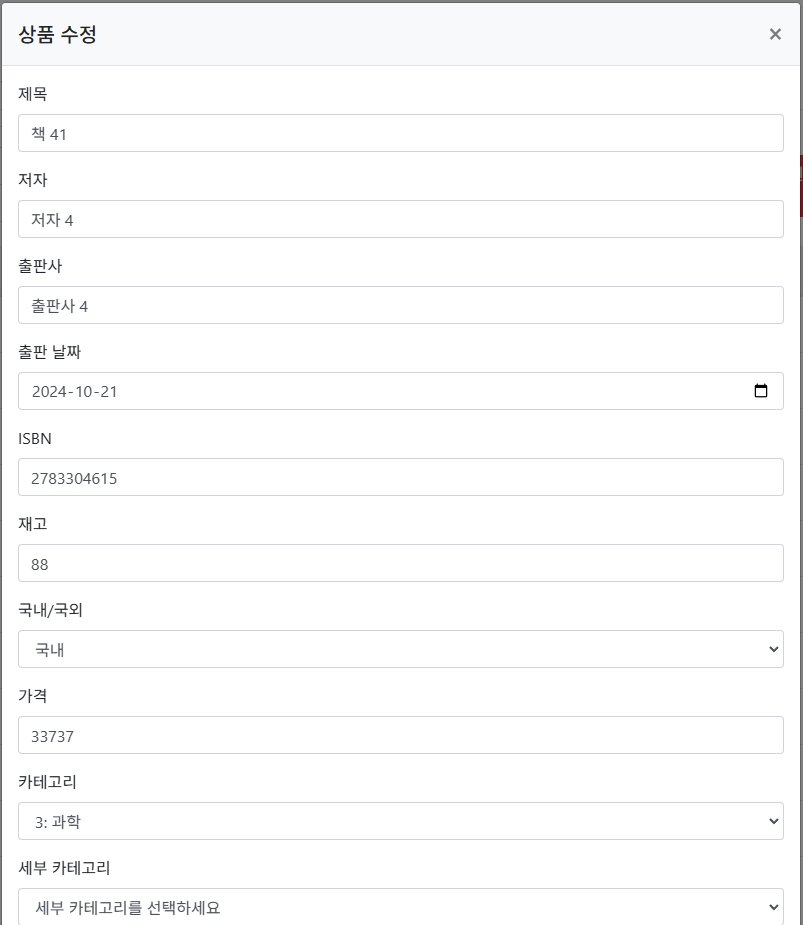 상품 수정
×
제목
책 41
저자
저자 4
출판사
출판사 4
출판 날짜
2024-10-21
ISBN
2783304615
재고
88
국내/국외
국내
가격
33737
카테고리
3: 과학
세부 카테고리
세부 카테고리를 선택하세요